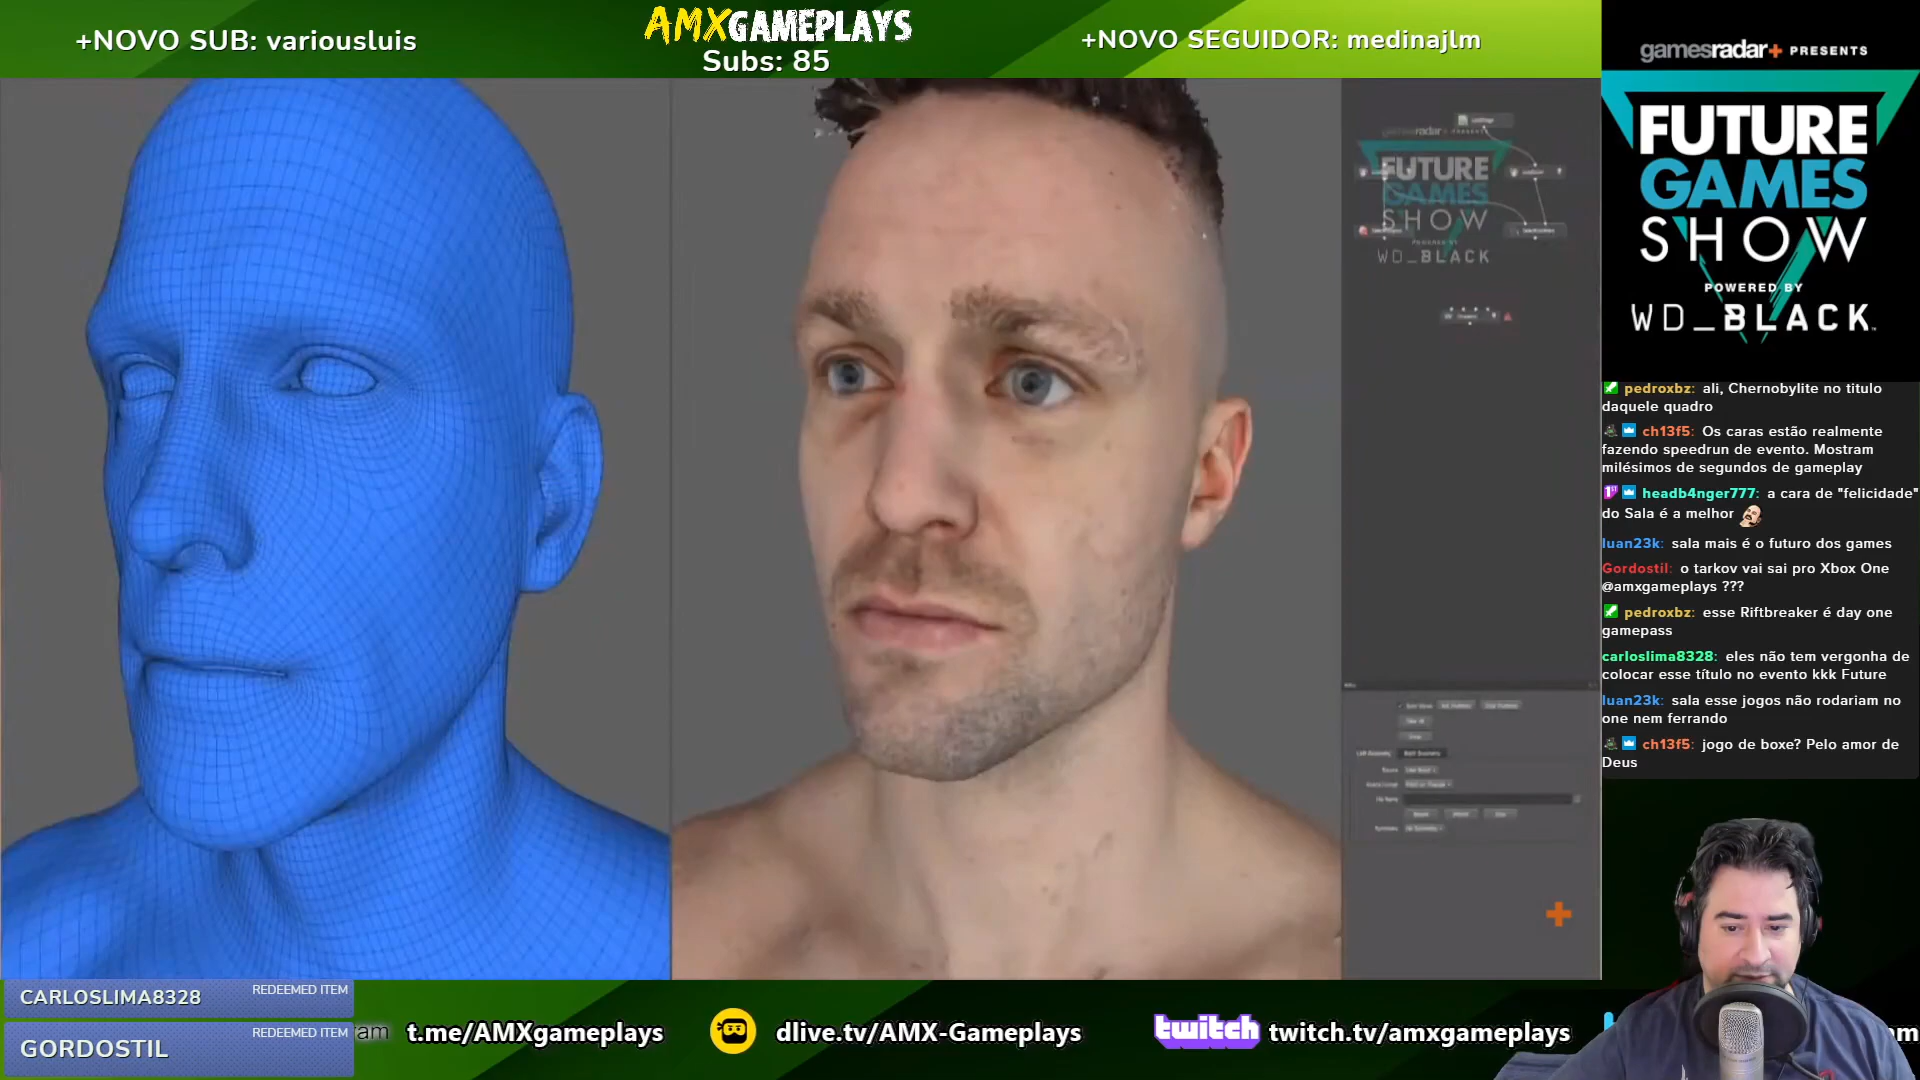 +NOVO SUB: variousluis
AMXGAMEPLAYS
Subs: 85
+NOVO SEGUIDOR: medinajlm
gamesradar+ PRESENTS
FUTURE
GAMES
SHOW
POWERED BY
WD_BLACK
FUTURE
GAMES
SHOW
POWERED BY
WD_BLACK
pedroxbz: ali, Chernobylite no titulo
daquele quadro
ch13f5: Os caras estão realmente
fazendo speedrun de evento. Mostram
milésimos de segundos de gameplay
headb4nger777: a cara de "felicidade"
do Sala é a melhor
luan23k: sala mais é o futuro dos games
Gordostil: o tarkov vai sai pro Xbox One
@amxgameplays ???
pedroxbz: esse Riftbreaker é day one
gamepass
carloslima8328: eles não tem vergonha de
colocar esse título no evento kkk Future
luan23k: sala esse jogos não rodariam no
one nem ferrando
ch13f5: jogo de boxe? Pelo amor de
Deus
CARLOSLIMA8328 REDEEMED ITEM
GORDOSTIL REDEEMED ITEM
t.me/AMXgameplays
dlive.tv/AMX-Gameplays
twitch twitch.tv/amxgameplays